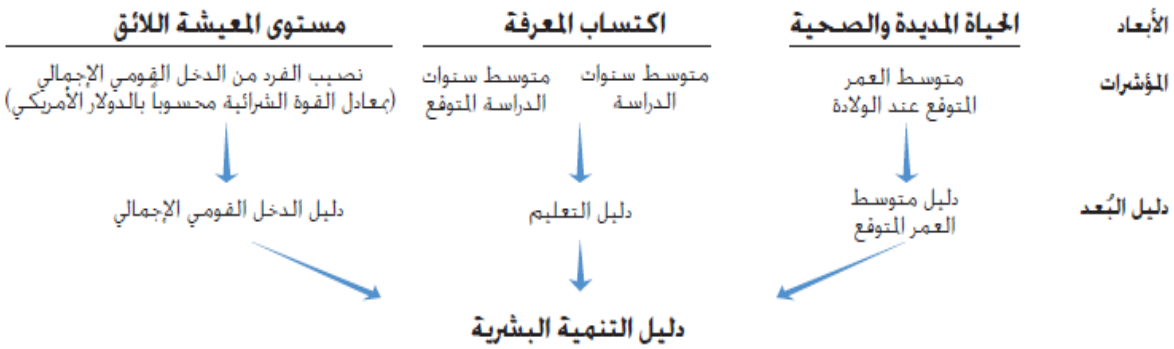 الأبعاد
الحياة المديدة والصحية
اكتساب المعرفة
مستوى المعيشة اللائق
المؤشرات
متوسط العمر
المتوقع عند الولادة
متوسط سنوات
الدراسة
متوسط سنوات
الدراسة المتوقع
نصيب الفرد من الدخل القومي الإجمالي
(بمعادل القوة الشرائية محسوباً بالدولار الأمريكي)
دليل البُعد
دليل متوسط
العمر المتوقع
دليل التعليم
دليل الدخل القومي الإجمالي
دليل التنمية البشرية